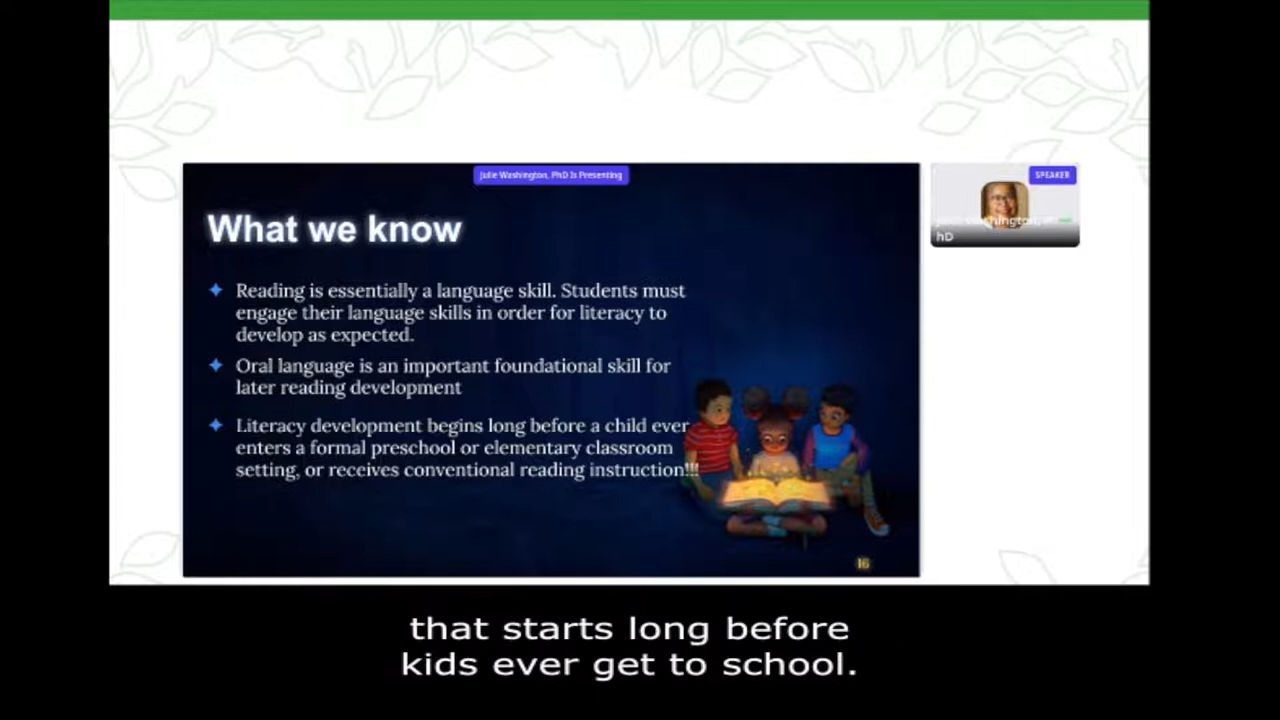 Julie Washington, PhD Is Presenting
SPEAKER
hD
What we know
Reading is essentially a language skill. Students must
engage their language skills in order for literacy to
develop as expected.
Oral language is an important foundational skill for
later reading development
Literacy development begins long before a child ever
enters a formal preschool or elementary classroom
setting, or receives conventional reading instruction!!!
16
that starts long before
kids ever get to school.